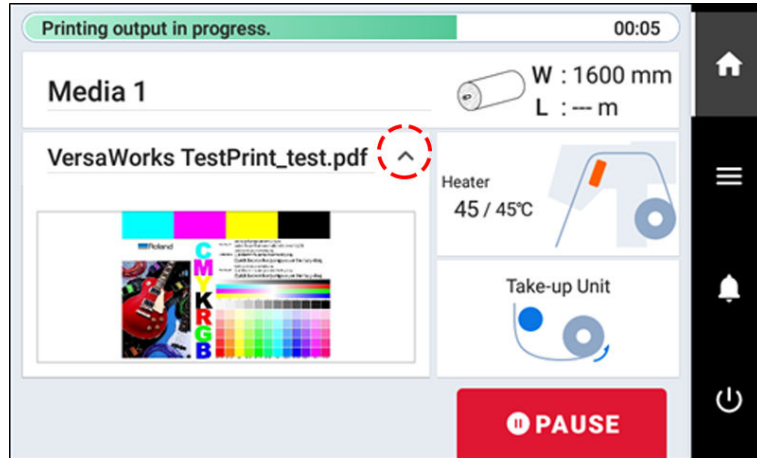 Printing output in progress.
00:05
Media 1
W : 1600 mm
L : --- m
VersaWorks TestPrint_test.pdf
Heater
45 / 45℃
Roland
C
M
Y
K
R
G
B
Take-up Unit
PAUSE